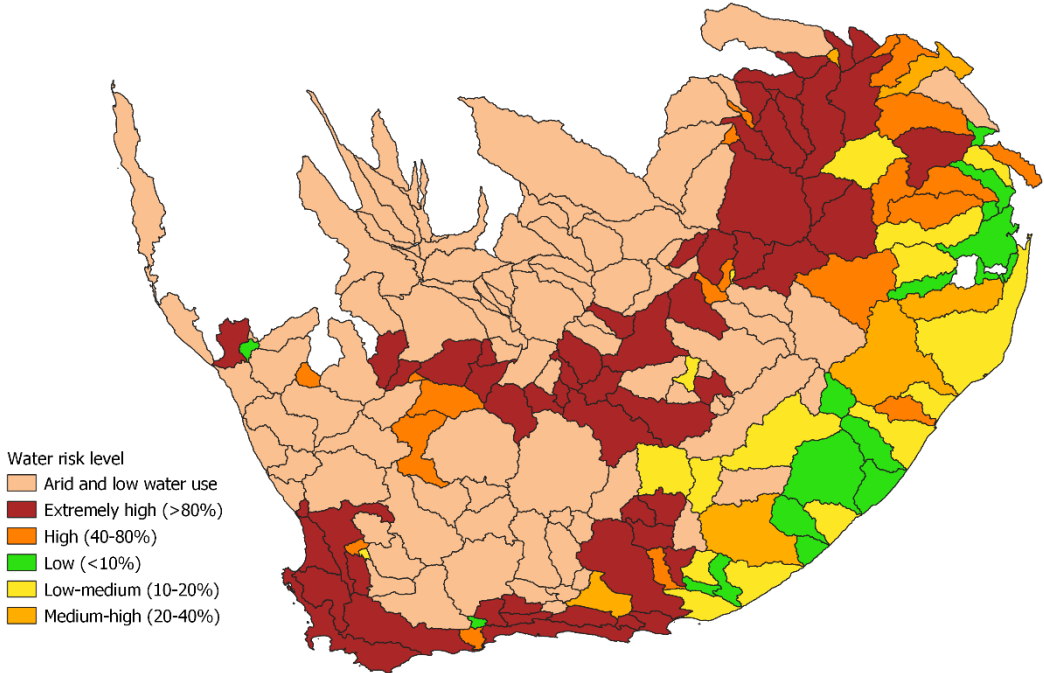 Water risk level
Arid and low water use
Extremely high (>80%)
High (40-80%)
Low (<10%)
Low-medium (10-20%)
Medium-high (20-40%)